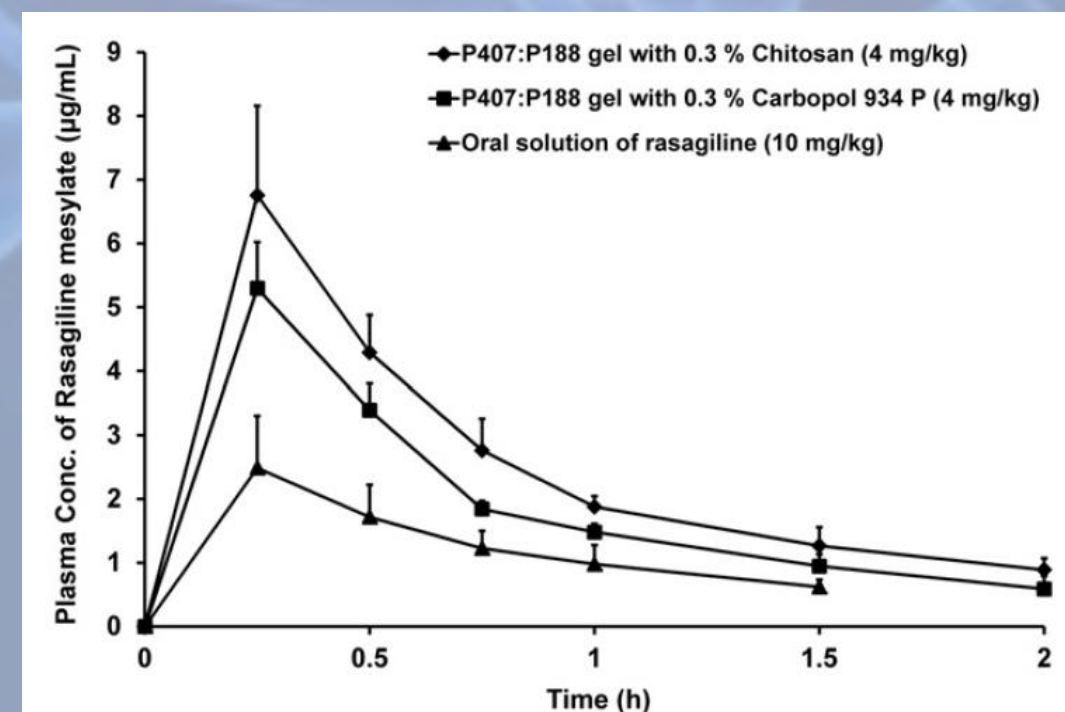 Plasma Conc. of Rasagiline mesylate (µg/mL)
9
8
7
6
5
4
3
2
1
0
P407:P188 gel with 0.3 % Chitosan (4 mg/kg)
P407:P188 gel with 0.3 % Carbopol 934 P (4 mg/kg)
Oral solution of rasagiline (10 mg/kg)
0 0.5 1 1.5 2
Time (h)